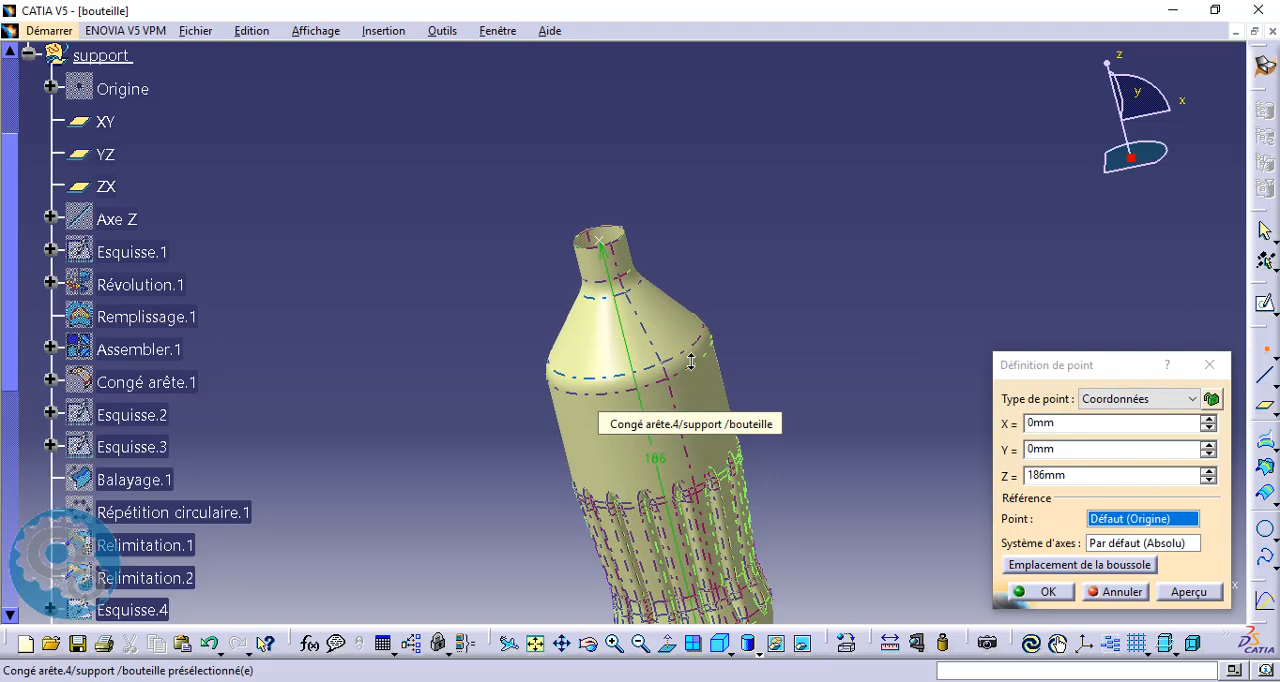 CATIA V5 - [bouteille]
Démarrer ENOVIA V5 VPM Fichier Edition Affichage Insertion Outils Fenêtre Aide
support
Origine
XY
YZ
ZX
Axe Z
Esquisse.1
Révolution.1
Remplissage.1
Assembler.1
Congé arête.1
Esquisse.2
Esquisse.3
Balayage.1
Répétition circulaire.1
Relimitation.1
Relimitation.2
Esquisse.4
z
y
x
Congé arête.4/support /bouteille
186
Définition de point ?
Type de point : Coordonnées
X = 0mm
Y = 0mm
Z = 186mm
Référence
Point : Défaut (Origine)
Système d'axes : Par défaut (Absolu)
Emplacement de la boussole
OK Annuler Aperçu
x
f(x)
CATIA
Congé arête.4/support /bouteille présélectionné(e)